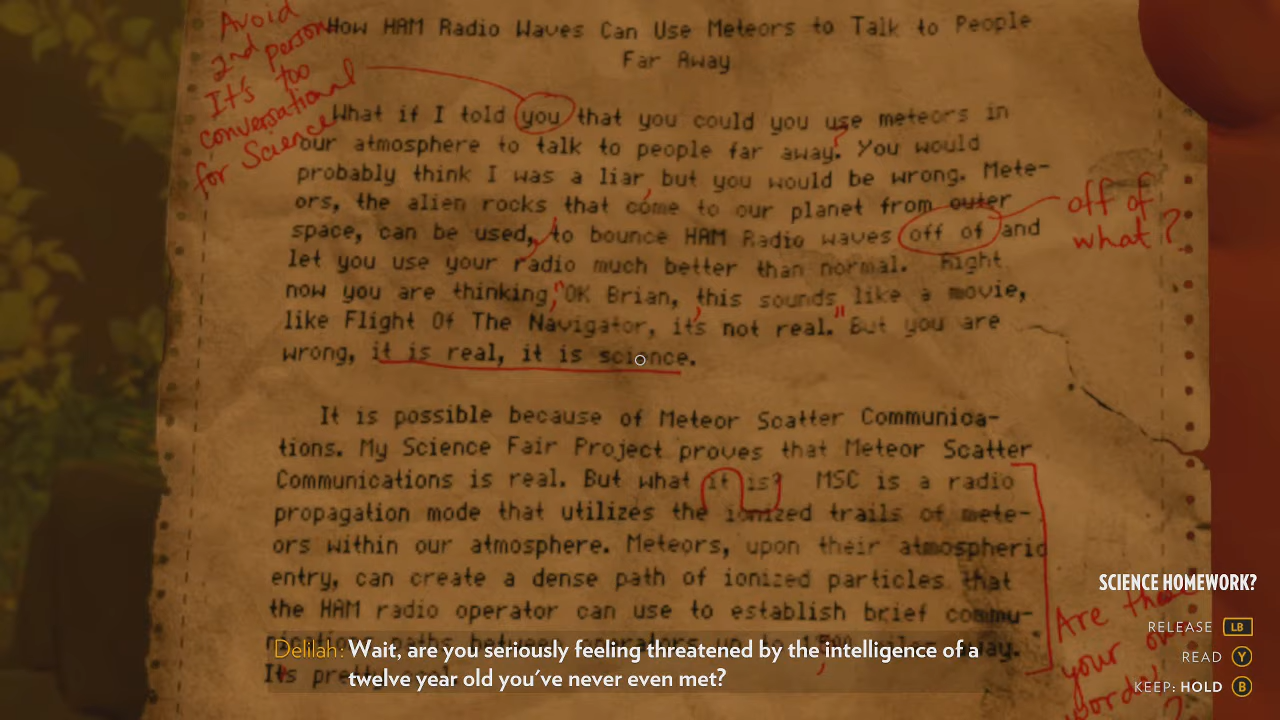 Avoid
2nd person
It's too
conversational
for Science
How HAM Radio Waves Can Use Meteors to Talk to People
Far Away
What if I told you that you could you use meteors in
our atmosphere to talk to people far away. You would
probably think I was a liar, but you would be wrong. Mete-
ors, the alien rocks that come to our planet from outer
space, can be used, to bounce HAM Radio waves off of and
let you use your radio much better than normal. Right
now you are thinking, "OK Brian, this sounds like a movie,
like Flight Of The Navigator, it's not real." But you are
wrong, it is real, it is science.
off of
what?
It is possible because of Meteor Scatter Communica-
tions. My Science Fair Project proves that Meteor Scatter
Communications is real. But what it is? MSC is a radio
propagation mode that utilizes the ionized trails of mete-
ors within our atmosphere. Meteors, upon their atmospheric
entry, can create a dense path of ionized particles that
the HAM radio operator can use to establish brief commu-
way.
It's
Are
your
words
?
Delilah: Wait, are you seriously feeling threatened by the intelligence of a
twelve year old you've never even met?
SCIENCE HOMEWORK?
RELEASE LB
READ Y
KEEP: HOLD B